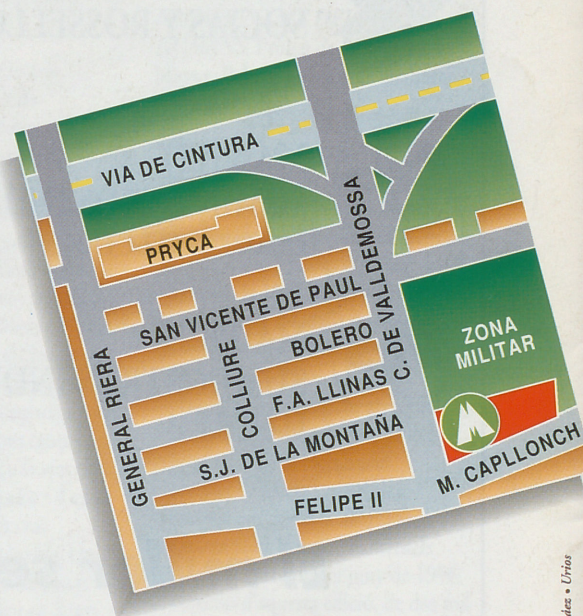 VIA DE CINTURA
PRYCA
SAN VICENTE DE PAUL
C. DE VALLDEMOSSA
BOLERO
ZONA
MILITAR
GENERAL RIERA
COLLIURE
F.A. LLINAS
S.J. DE LA MONTAÑA
M. CAPLLONCH
FELIPE II
• Urios